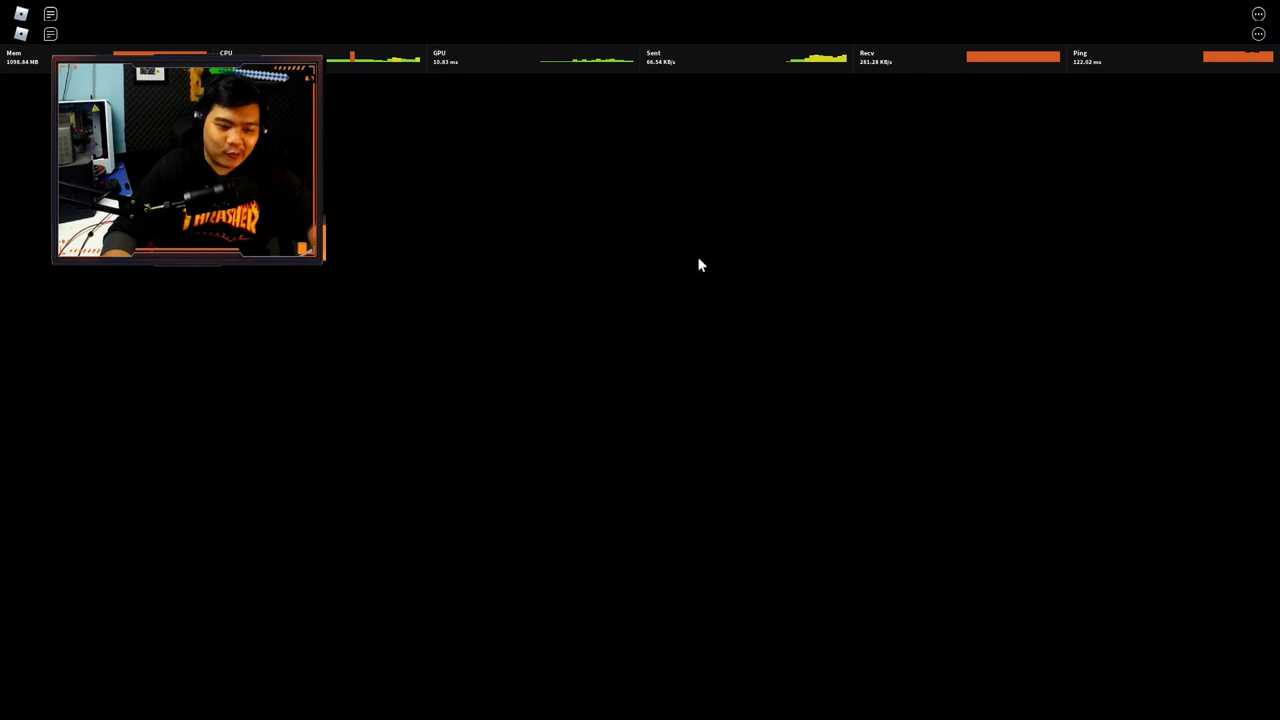 Mem
1098.84 MB
CPU
GPU
10.83 ms
Sent
66.54 KB/s
Recv
281.28 KB/s
Ping
122.02 ms
THRASHER